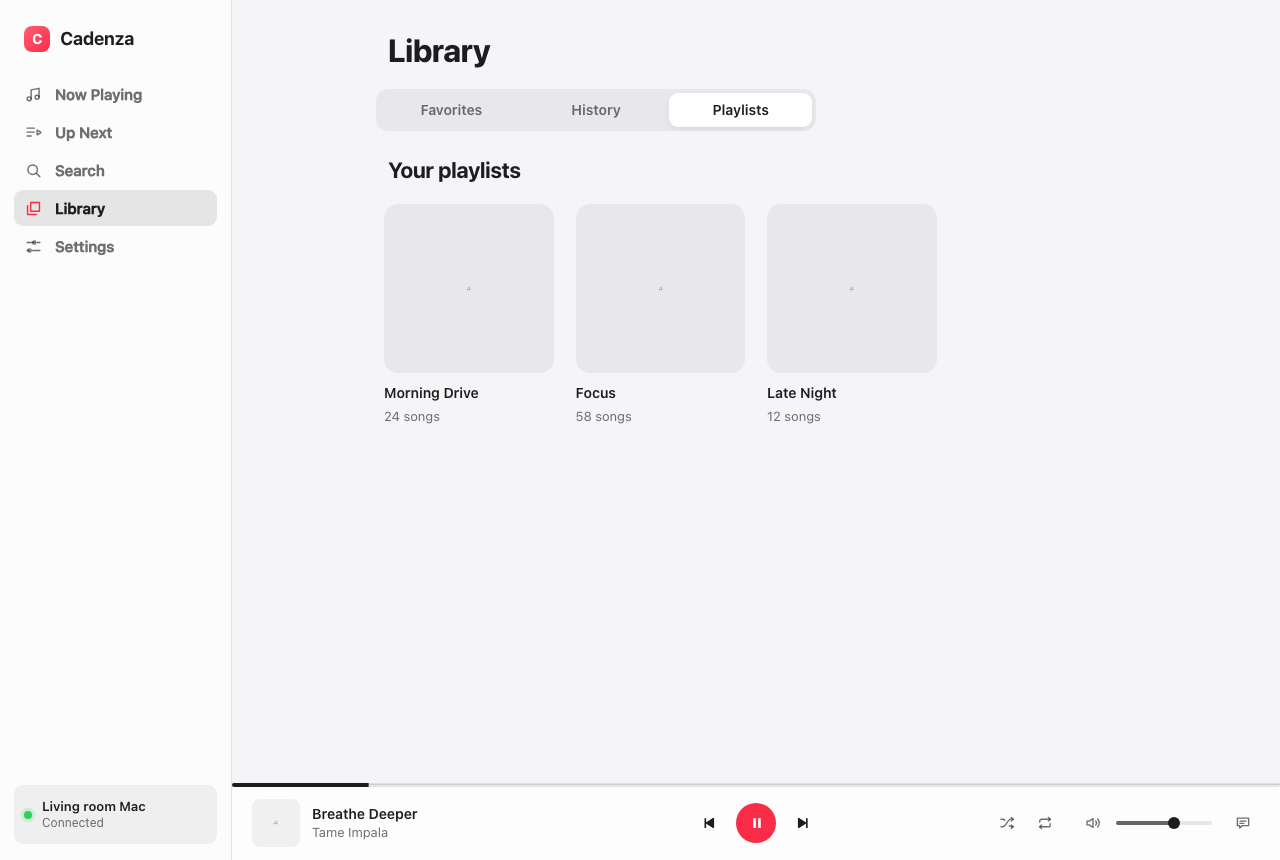 C Cadenza
Now Playing
Up Next
Search
Library
Settings
Living room Mac
Connected
Library
Favorites History Playlists
Your playlists
Morning Drive Focus Late Night
24 songs 58 songs 12 songs
Breathe Deeper
Tame Impala